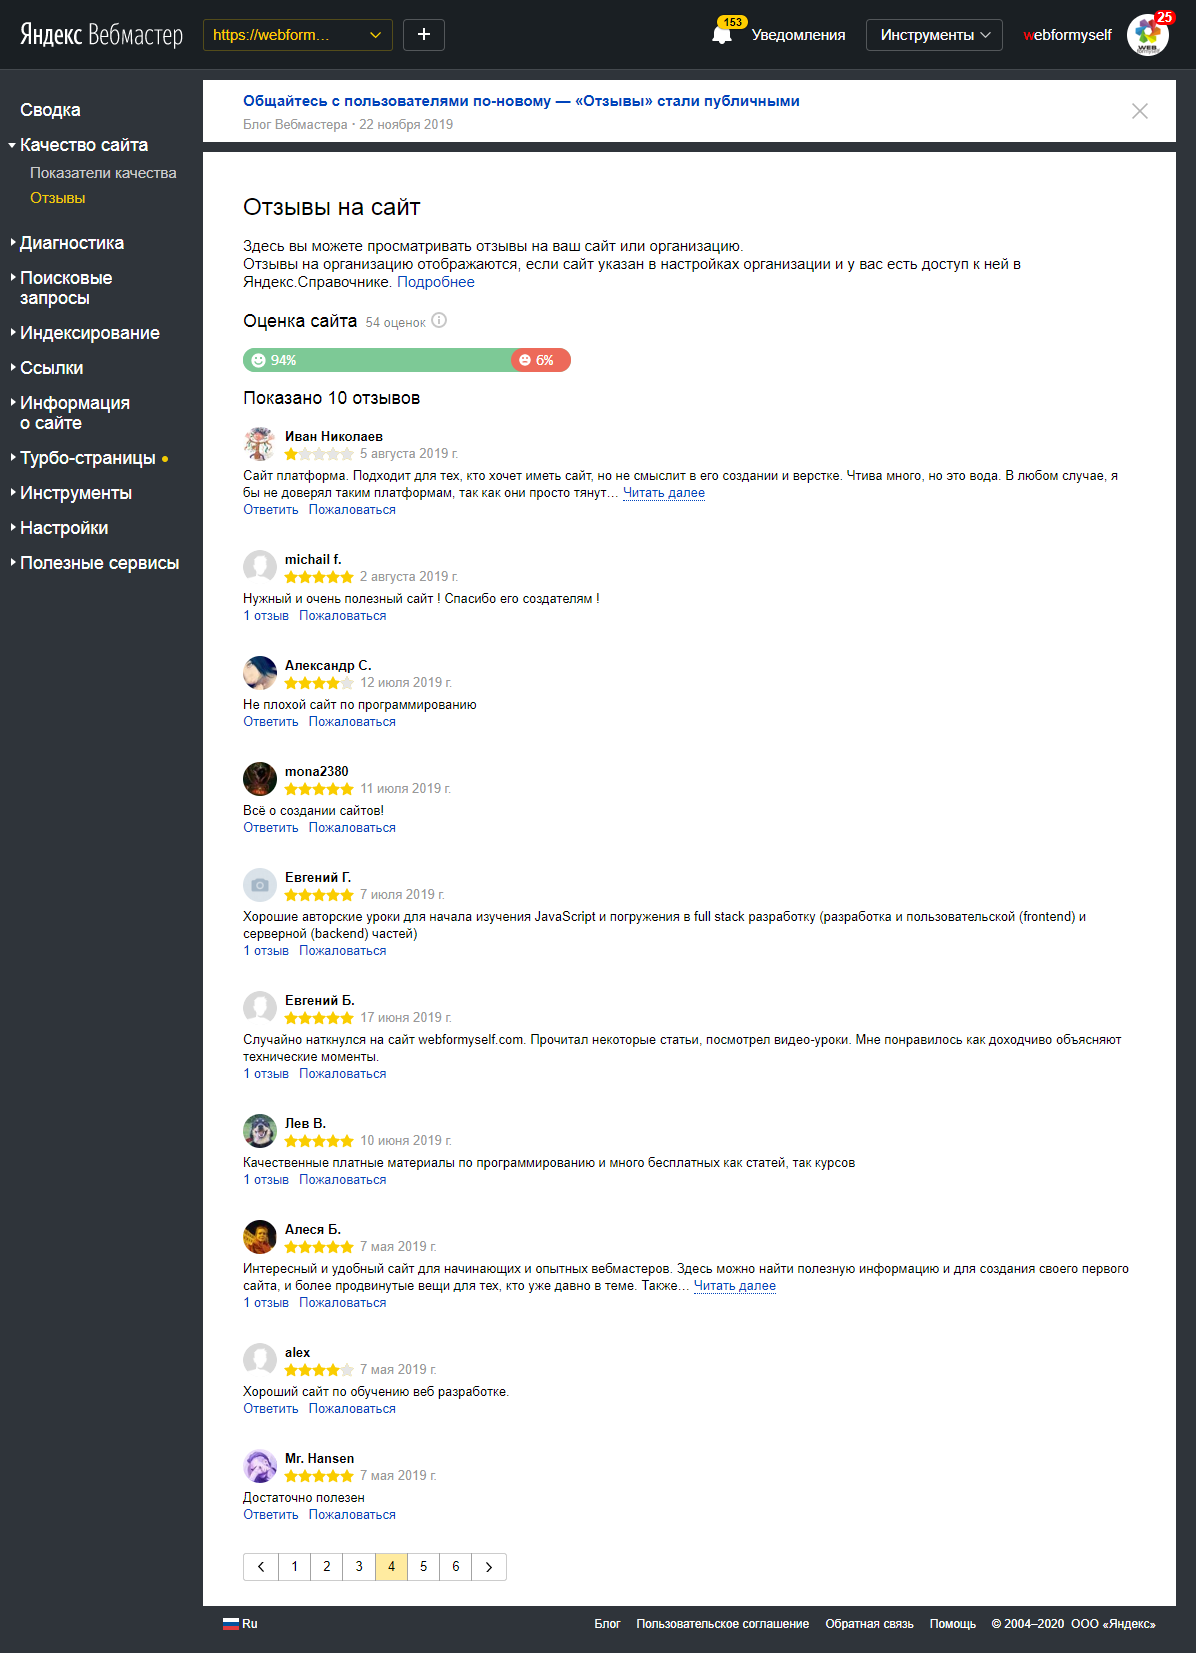 Яндекс Вебмастер
https://webform...
+
153
Уведомления
Инструменты
webformyself
25
Сводка
Качество сайта
Показатели качества
Отзывы
Диагностика
Поисковые
запросы
Индексирование
Ссылки
Информация
о сайте
Турбо-страницы
Инструменты
Настройки
Полезные сервисы
Общайтесь с пользователями по-новому — «Отзывы» стали публичными
Блог Вебмастера · 22 ноября 2019
Отзывы на сайт
Здесь вы можете просматривать отзывы на ваш сайт или организацию.
Отзывы на организацию отображаются, если сайт указан в настройках организации и у вас есть доступ к ней в
Яндекс.Справочнике. Подробнее
Оценка сайта 54 оценок
94% 6%
Показано 10 отзывов
Иван Николаев
5 августа 2019 г.
Сайт платформа. Подходит для тех, кто хочет иметь сайт, но не смыслит в его создании и верстке. Чтива много, но это вода. В любом случае, я
бы не доверял таким платформам, так как они просто тянут… Читать далее
Ответить Пожаловаться
michail f.
2 августа 2019 г.
Нужный и очень полезный сайт ! Спасибо его создателям !
1 отзыв Пожаловаться
Александр С.
12 июля 2019 г.
Не плохой сайт по программированию
Ответить Пожаловаться
mona2380
11 июля 2019 г.
Всё о создании сайтов!
Ответить Пожаловаться
Евгений Г.
7 июля 2019 г.
Хорошие авторские уроки для начала изучения JavaScript и погружения в full stack разработку (разработка и пользовательской (frontend) и
серверной (backend) частей)
1 отзыв Пожаловаться
Евгений Б.
17 июня 2019 г.
Случайно наткнулся на сайт webformyself.com. Прочитал некоторые статьи, посмотрел видео-уроки. Мне понравилось как доходчиво объясняют
технические моменты.
1 отзыв Пожаловаться
Лев В.
10 июня 2019 г.
Качественные платные материалы по программированию и много бесплатных как статей, так курсов
1 отзыв Пожаловаться
Алеся Б.
7 мая 2019 г.
Интересный и удобный сайт для начинающих и опытных вебмастеров. Здесь можно найти полезную информацию и для создания своего первого
сайта, и более продвинутые вещи для тех, кто уже давно в теме. Также… Читать далее
1 отзыв Пожаловаться
alex
7 мая 2019 г.
Хороший сайт по обучению веб разработке.
Ответить Пожаловаться
Mr. Hansen
7 мая 2019 г.
Достаточно полезен
Ответить Пожаловаться
1 2 3 4 5 6
Ru
Блог Пользовательское соглашение Обратная связь Помощь © 2004–2020 ООО «Яндекс»